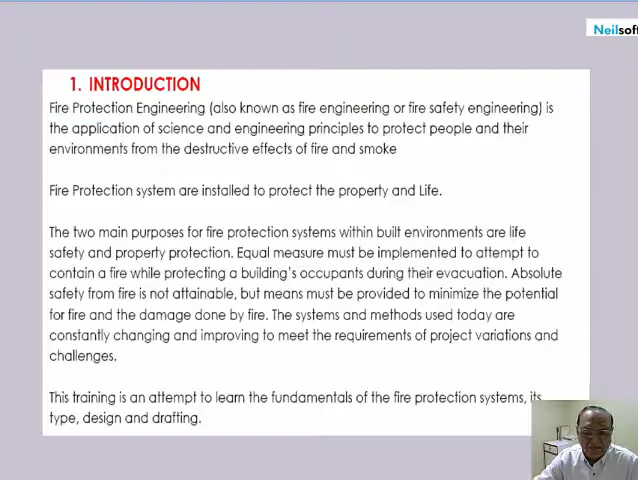 Neilsoft
1. INTRODUCTION
Fire Protection Engineering (also known as fire engineering or fire safety engineering) is
the application of science and engineering principles to protect people and their
environments from the destructive effects of fire and smoke
Fire Protection system are installed to protect the property and Life.
The two main purposes for fire protection systems within built environments are life
safety and property protection. Equal measure must be implemented to attempt to
contain a fire while protecting a building's occupants during their evacuation. Absolute
safety from fire is not attainable, but means must be provided to minimize the potential
for fire and the damage done by fire. The systems and methods used today are
constantly changing and improving to meet the requirements of project variations and
challenges.
This training is an attempt to learn the fundamentals of the fire protection systems, its
type, design and drafting.